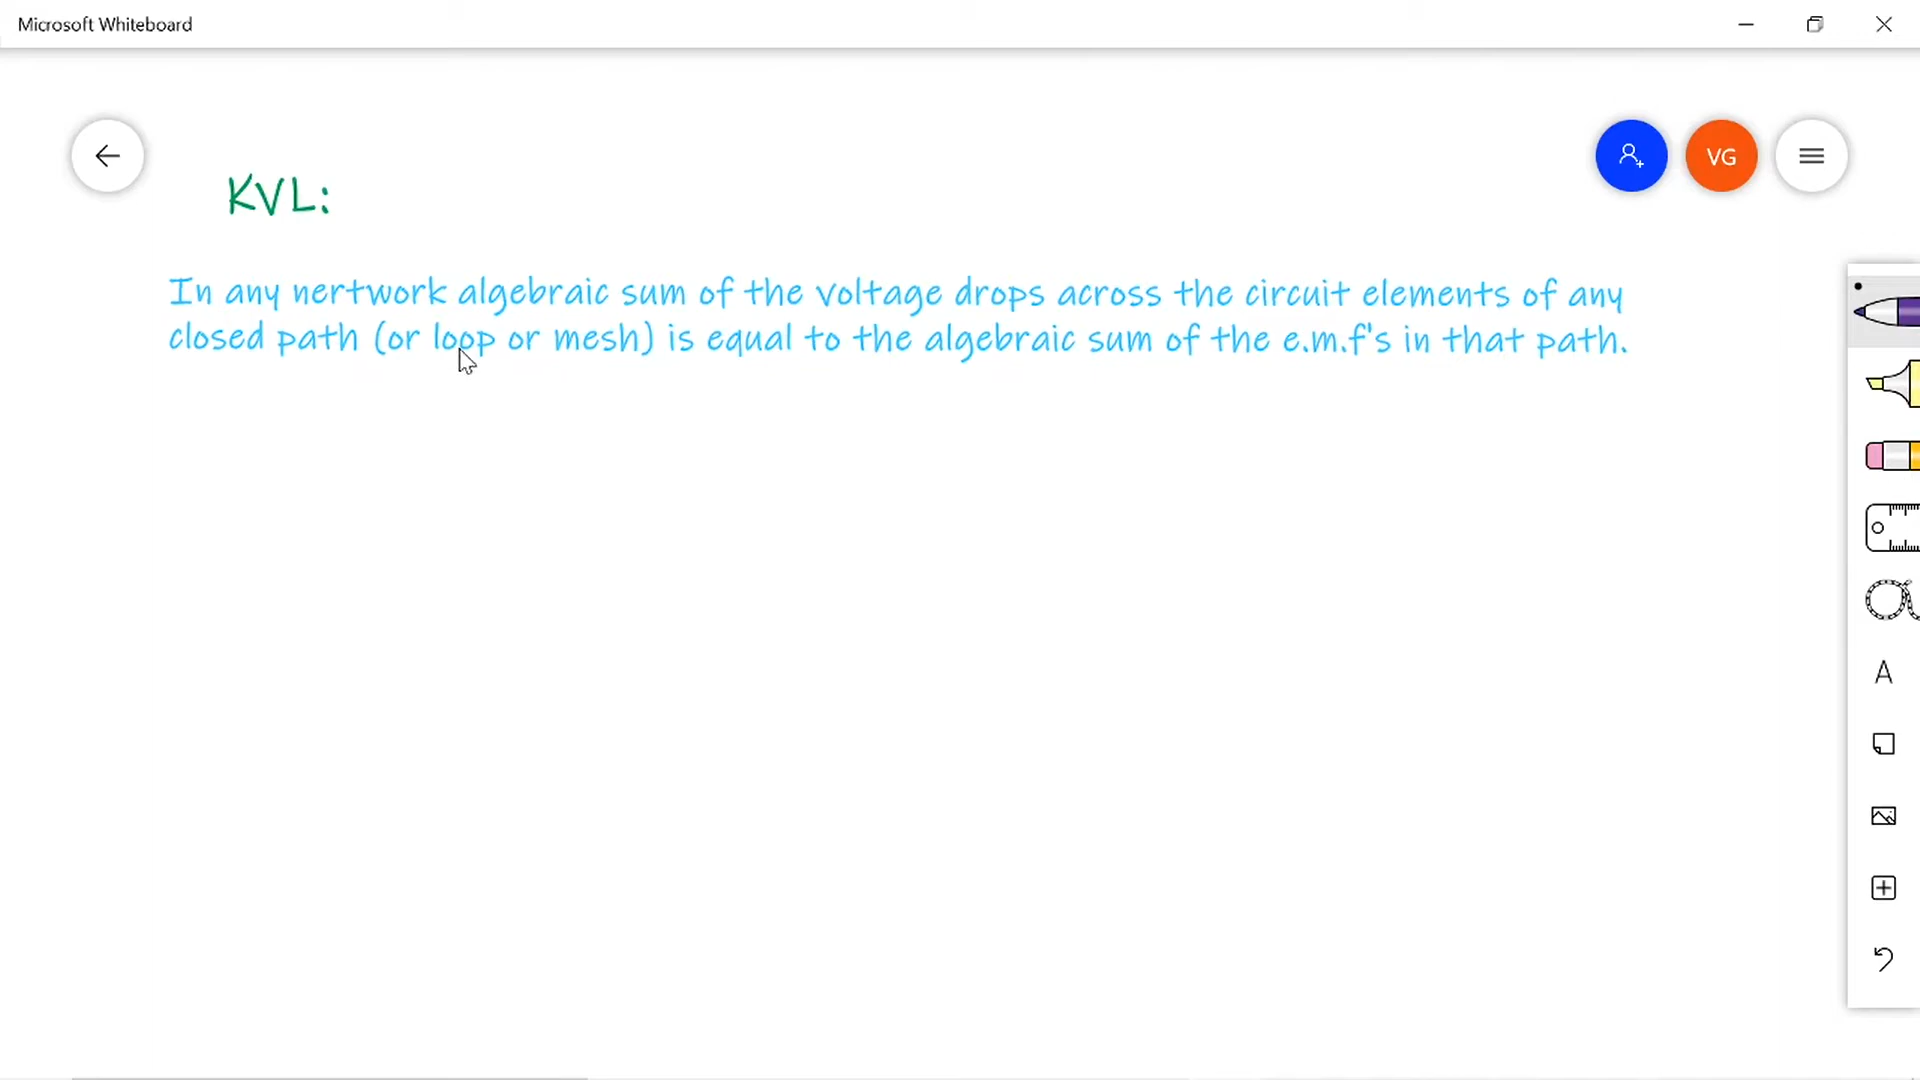 Microsoft Whiteboard
VG
KVL:
In any nertwork algebraic sum of the voltage drops across the circuit elements of any
closed path (or loop or mesh) is equal to the algebraic sum of the e.m.f's in that path.
A